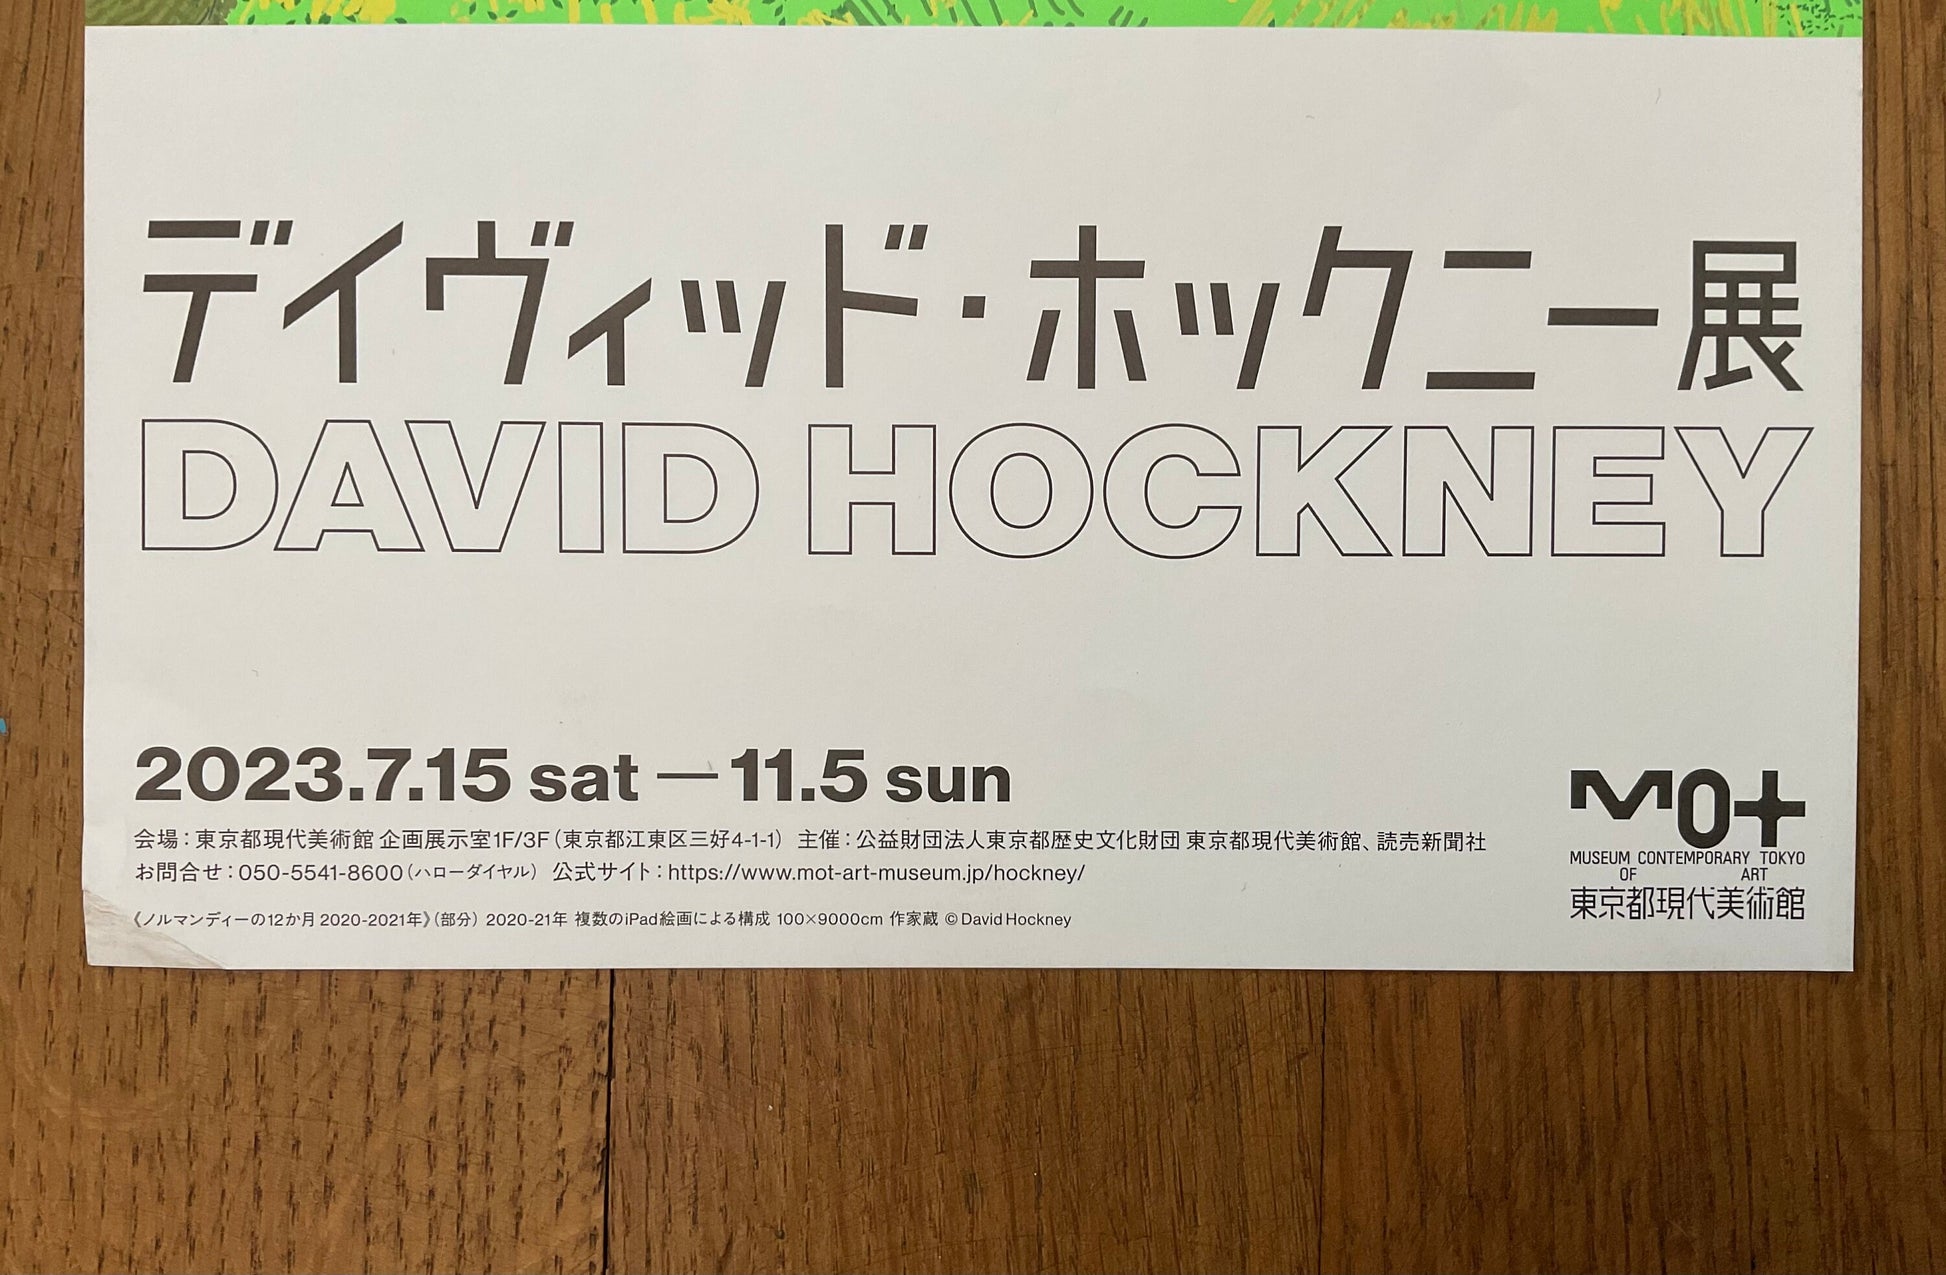 デイヴィッド・ホックニー展
DAVID HOCKNEY
2023.7.15 sat — 11.5 sun
会場：東京都現代美術館 企画展示室1F/3F（東京都江東区三好4-1-1） 主催：公益財団法人東京都歴史文化財団 東京都現代美術館、読売新聞社
お問合せ：050-5541-8600（ハローダイヤル） 公式サイト：https://www.mot-art-museum.jp/hockney/
《ノルマンディーの12か月 2020-2021年》（部分） 2020-21年 複数のiPad絵画による構成 100×9000cm 作家蔵 ©David Hockney
MOT
MUSEUM CONTEMPORARY TOKYO
OF ART
東京都現代美術館